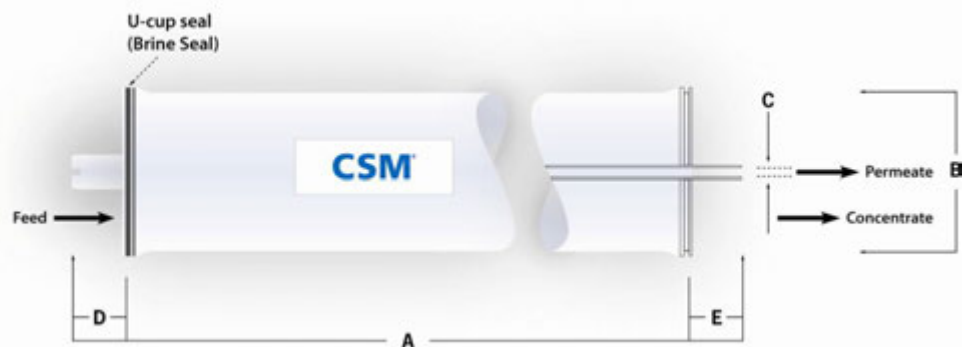 U-cup seal
(Brine Seal)
C
CSM
Permeate
B
Feed
Concentrate
D
E
A